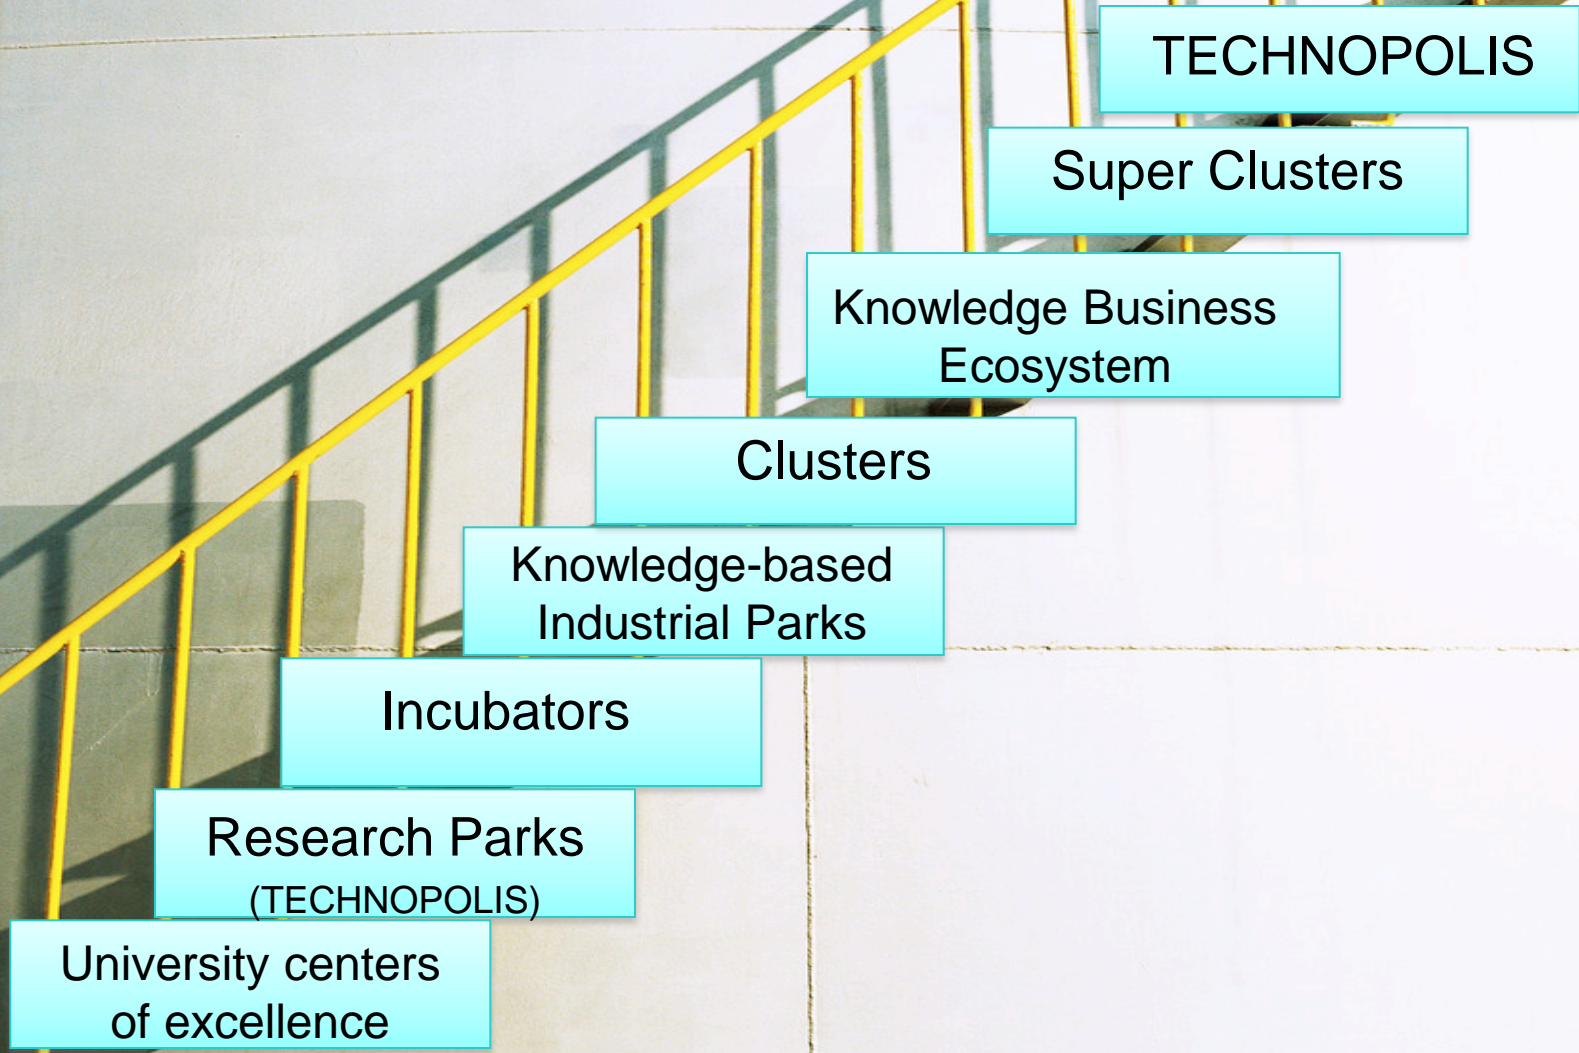 TECHNOPOLIS
Super Clusters
Knowledge Business
Ecosystem
Clusters
Knowledge-based
Industrial Parks
Incubators
Research Parks
(TECHNOPOLIS)
University centers
of excellence